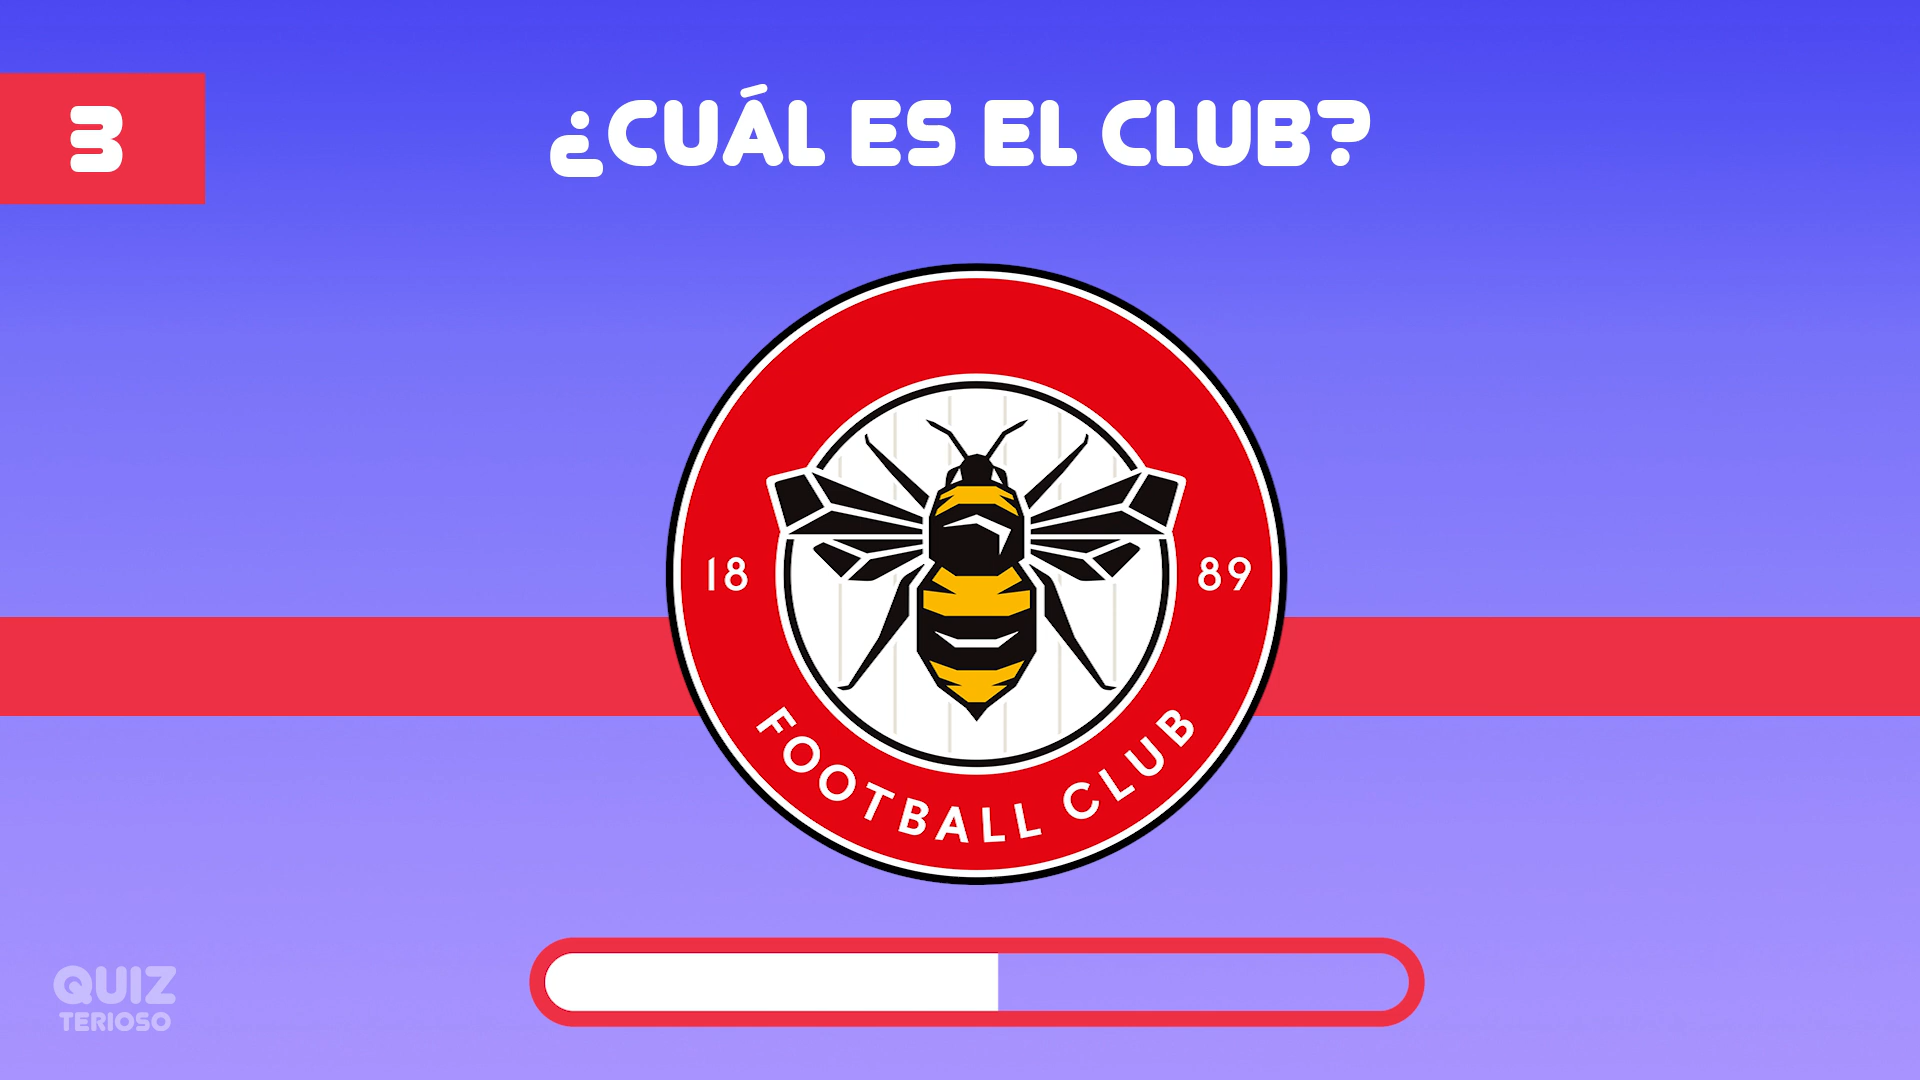 3
¿CUÁL ES EL CLUB?
18 89
FOOTBALL CLUB
QUIZ
TERIOSO